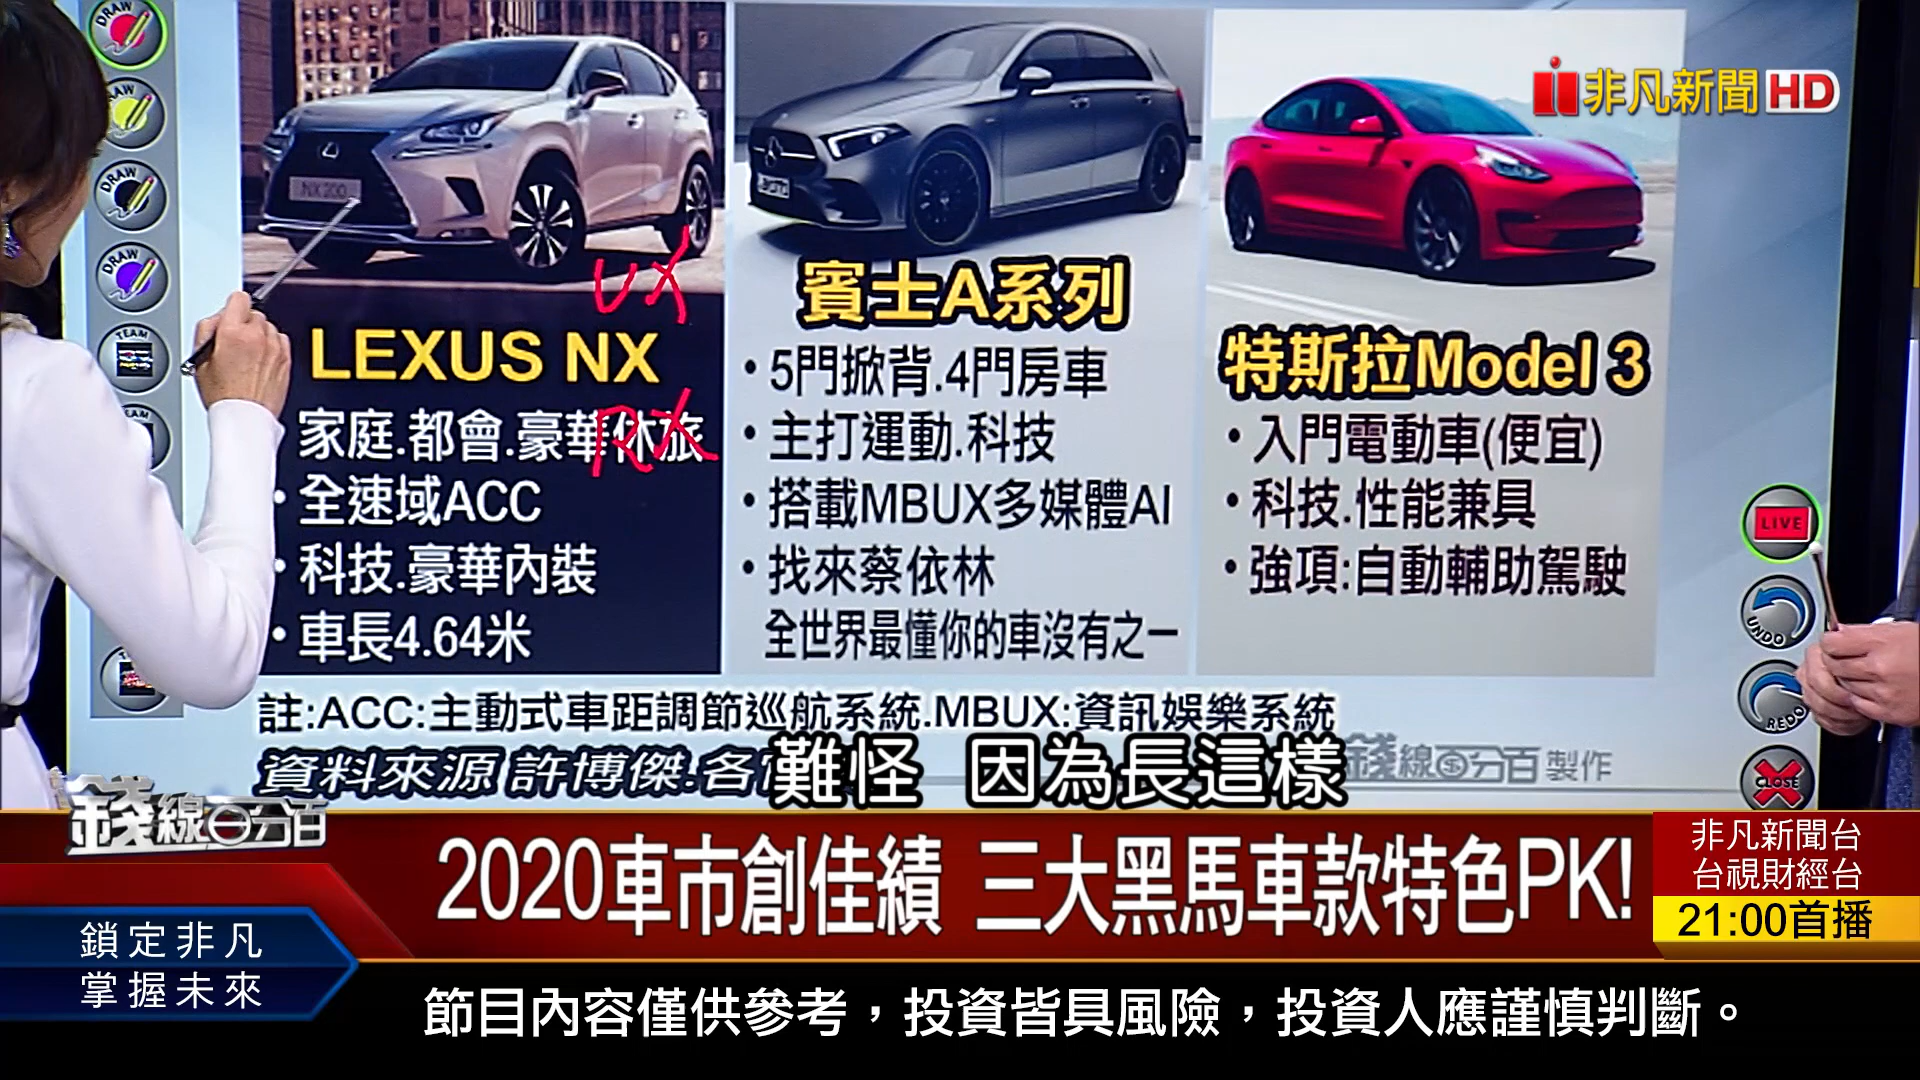 DRAW
DRAW
DRAW
DRAW
TEAM
非凡新聞HD
NX200
UX
RX
LEXUS NX
家庭.都會.豪華休旅
•全速域ACC
•科技.豪華內裝
•車長4.64米
賓士A系列
•5門掀背.4門房車
•主打運動.科技
•搭載MBUX多媒體AI
•找來蔡依林
全世界最懂你的車沒有之一
特斯拉Model 3
•入門電動車(便宜)
•科技.性能兼具
•強項:自動輔助駕駛
LIVE
UNDO
REDO
CLOSE
註:ACC:主動式車距調節巡航系統.MBUX:資訊娛樂系統
資料來源 許博傑.各官
錢線百分百 製作
難怪 因為長這樣
錢線百分百
2020車市創佳績 三大黑馬車款特色PK!
非凡新聞台
台視財經台
21:00首播
鎖定非凡
掌握未來
節目內容僅供參考，投資皆具風險，投資人應謹慎判斷。